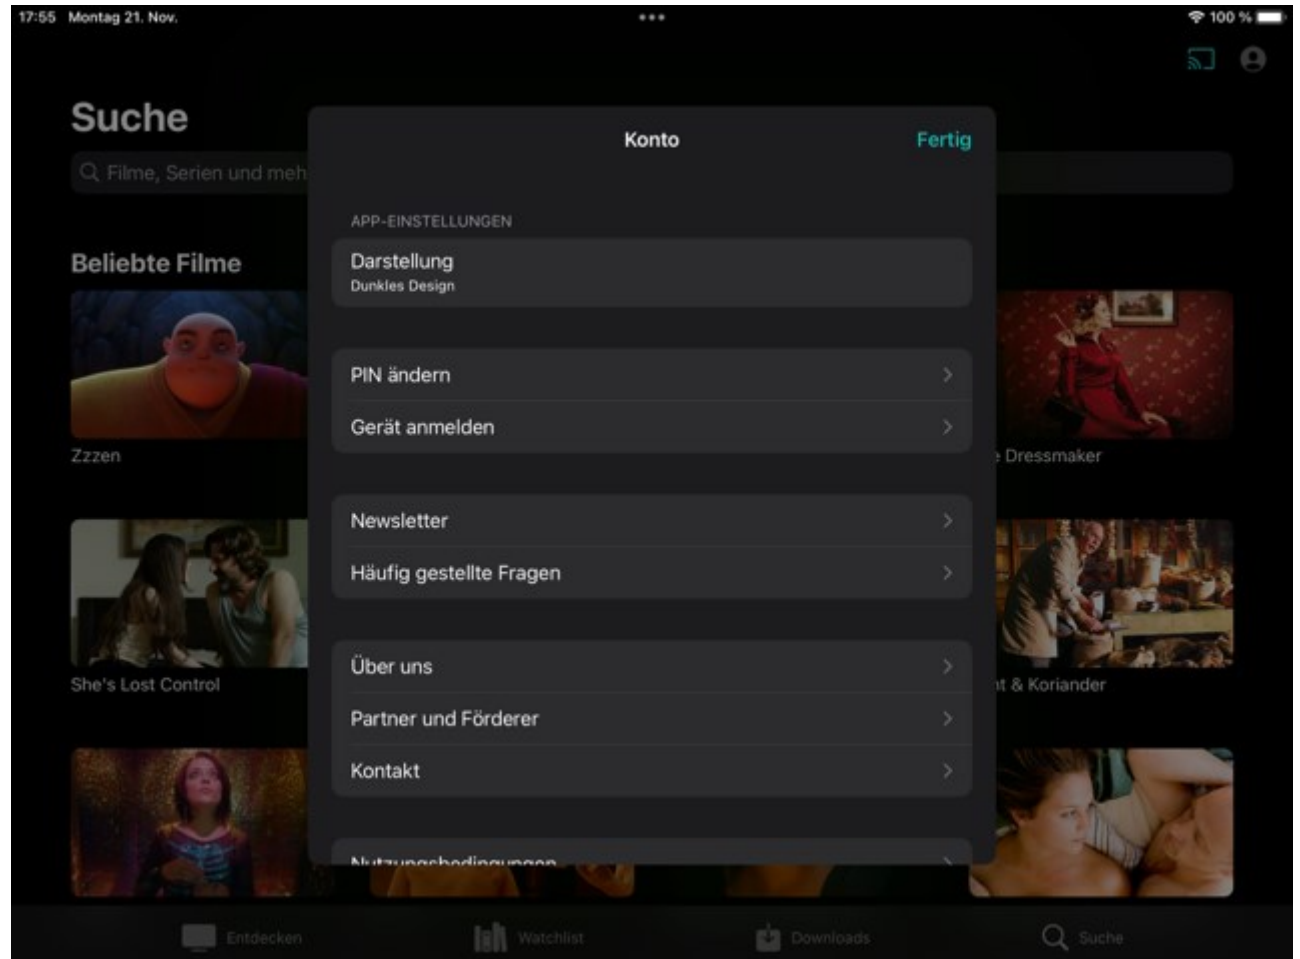 17:55 Montag 21. Nov.
100 %
Suche
Filme, Serien und meh
Konto
Fertig
APP-EINSTELLUNGEN
Darstellung
Dunkles Design
PIN ändern
Gerät anmelden
Newsletter
Häufig gestellte Fragen
Über uns
Partner und Förderer
Kontakt
Nutzungsbedingungen
Beliebte Filme
Zzzen
Dressmaker
She's Lost Control
& Koriander
Entdecken
Watchlist
Downloads
Suche